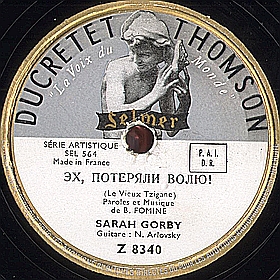 DUCRETET THOMSON
"La Voix du Monde"
Selmer
SÉRIE ARTISTIQUE
SEL 564
Made in France
P.A.I.
D.R.
ЭХ, ПОТЕРЯЛИ ВОЛЮ!
(Le Vieux Tzigane)
Paroles et Musique
de B. FOMINE
SARAH GORBY
Guitare : N. Arlovsky
Z 8340